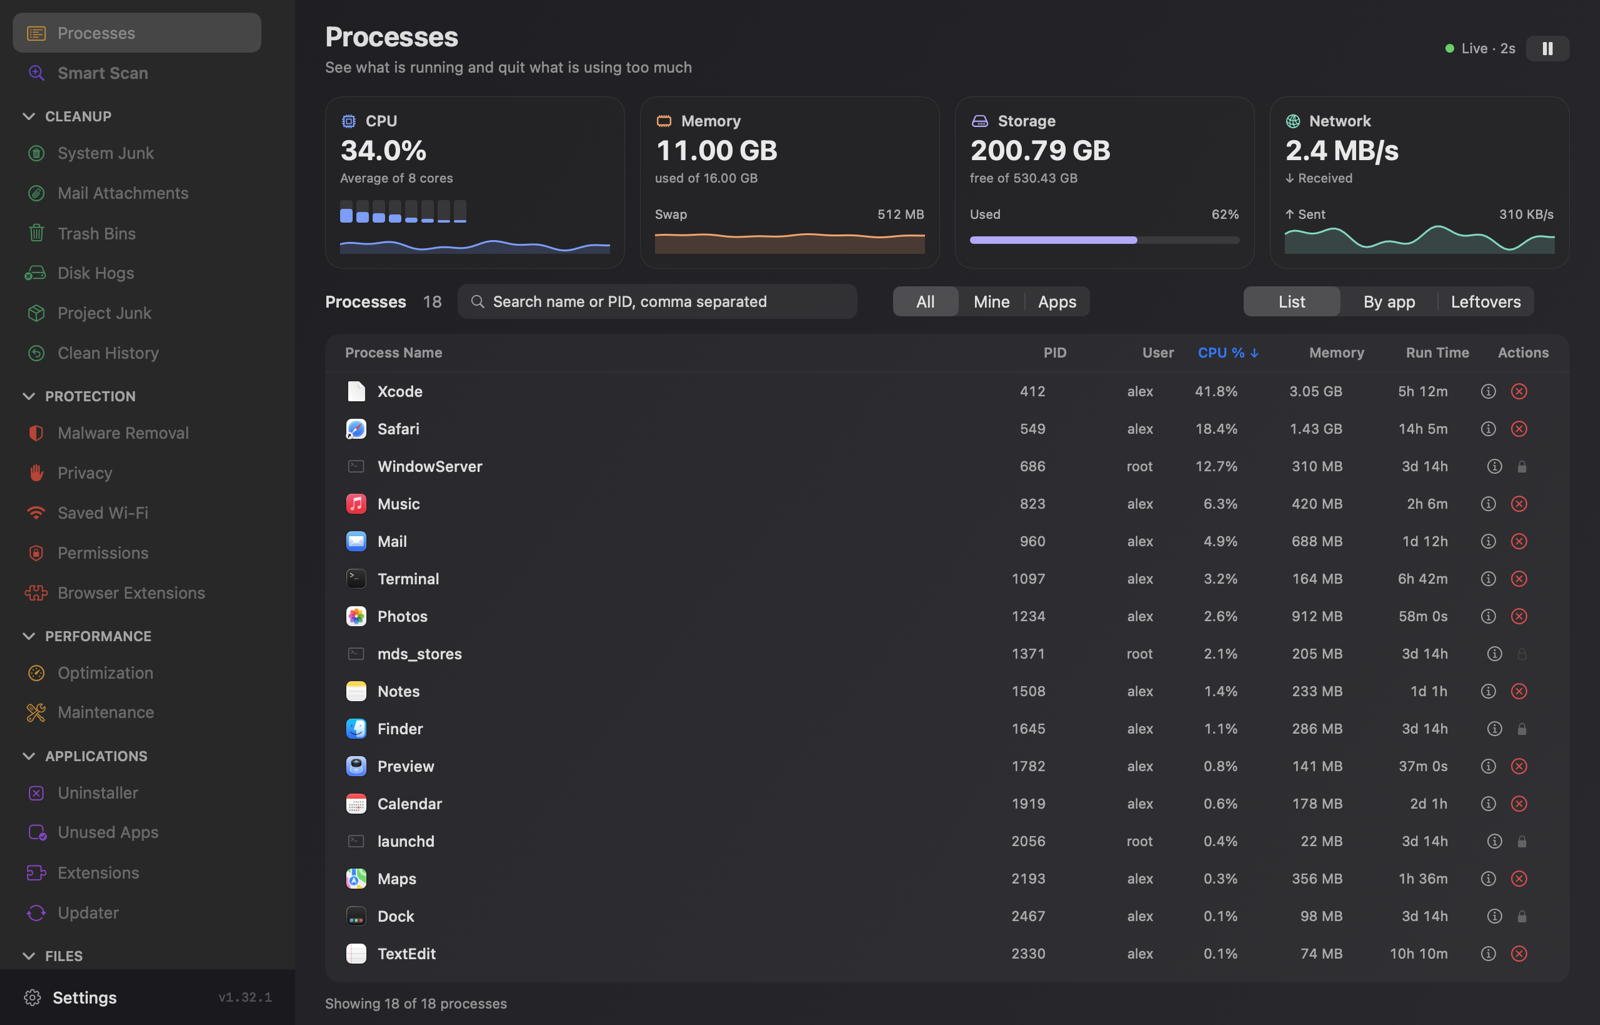 Processes
Smart Scan
CLEANUP
System Junk
Mail Attachments
Trash Bins
Disk Hogs
Project Junk
Clean History
PROTECTION
Malware Removal
Privacy
Saved Wi-Fi
Permissions
Browser Extensions
PERFORMANCE
Optimization
Maintenance
APPLICATIONS
Uninstaller
Unused Apps
Extensions
Updater
FILES
Settings v1.32.1
Processes
See what is running and quit what is using too much
Live · 2s
CPU
34.0%
Average of 8 cores
Memory
11.00 GB
used of 16.00 GB
Swap 512 MB
Storage
200.79 GB
free of 530.43 GB
Used 62%
Network
2.4 MB/s
↓ Received
↑ Sent 310 KB/s
Processes 18 Search name or PID, comma separated All Mine Apps List By app Leftovers
Process Name PID User CPU % ↓ Memory Run Time Actions
Xcode 412 alex 41.8% 3.05 GB 5h 12m
Safari 549 alex 18.4% 1.43 GB 14h 5m
WindowServer 686 root 12.7% 310 MB 3d 14h
Music 823 alex 6.3% 420 MB 2h 6m
Mail 960 alex 4.9% 688 MB 1d 12h
Terminal 1097 alex 3.2% 164 MB 6h 42m
Photos 1234 alex 2.6% 912 MB 58m 0s
mds_stores 1371 root 2.1% 205 MB 3d 14h
Notes 1508 alex 1.4% 233 MB 1d 1h
Finder 1645 alex 1.1% 286 MB 3d 14h
Preview 1782 alex 0.8% 141 MB 37m 0s
Calendar 1919 alex 0.6% 178 MB 2d 1h
launchd 2056 root 0.4% 22 MB 3d 14h
Maps 2193 alex 0.3% 356 MB 1h 36m
Dock 2467 alex 0.1% 98 MB 3d 14h
TextEdit 2330 alex 0.1% 74 MB 10h 10m
Showing 18 of 18 processes